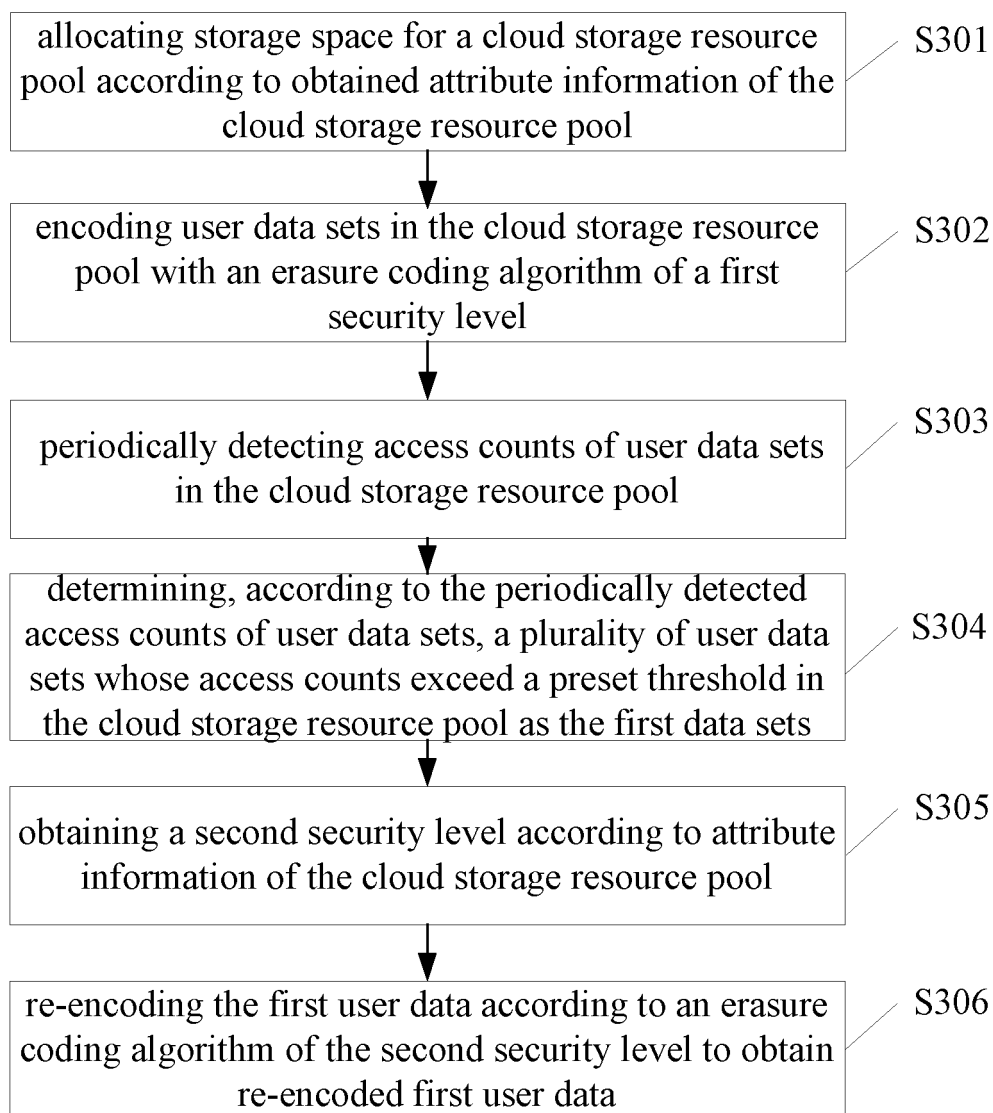 allocating storage space for a cloud storage resource
pool according to obtained attribute information of the
cloud storage resource pool
S301
encoding user data sets in the cloud storage resource
pool with an erasure coding algorithm of a first
security level
S302
periodically detecting access counts of user data sets
in the cloud storage resource pool
S303
determining, according to the periodically detected
access counts of user data sets, a plurality of user data
sets whose access counts exceed a preset threshold in
the cloud storage resource pool as the first data sets
S304
obtaining a second security level according to attribute
information of the cloud storage resource pool
S305
re-encoding the first user data according to an erasure
coding algorithm of the second security level to obtain
re-encoded first user data
S306